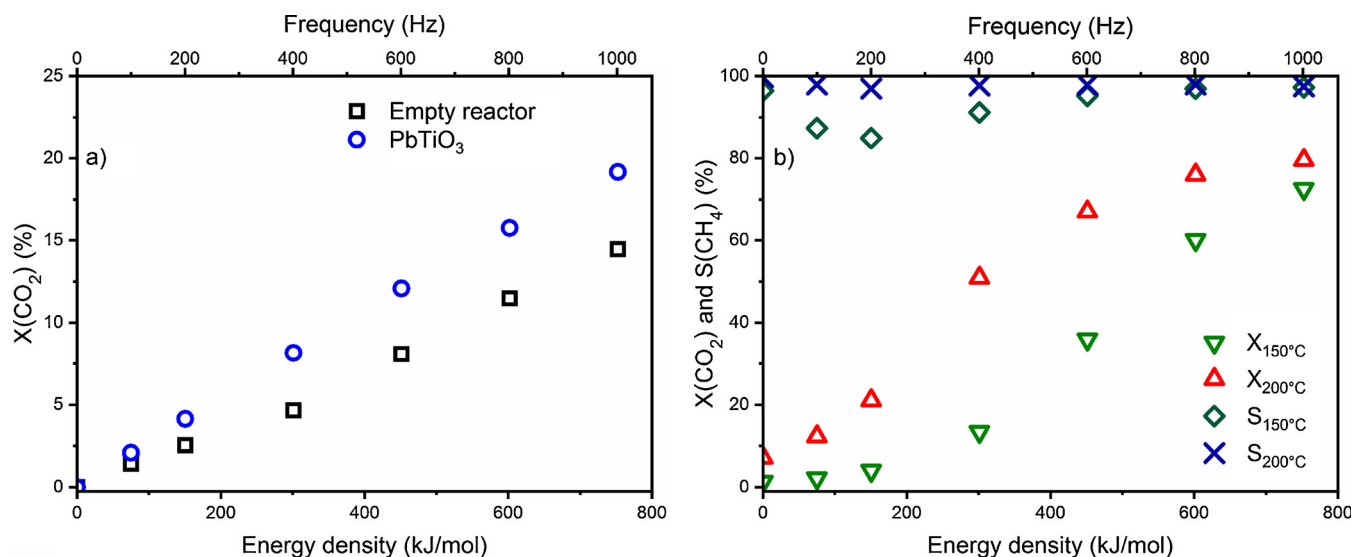 Frequency (Hz)
0 200 400 600 800 1000
25
20
15
10
5
0
X(CO₂) (%)
a)
Empty reactor
PbTiO₃
0 200 400 600 800
Energy density (kJ/mol)
Frequency (Hz)
0 200 400 600 800 1000
100
80
60
40
20
0
X(CO₂) and S(CH₄) (%)
b)
X₁₅₀°C
X₂₀₀°C
S₁₅₀°C
S₂₀₀°C
0 200 400 600 800
Energy density (kJ/mol)